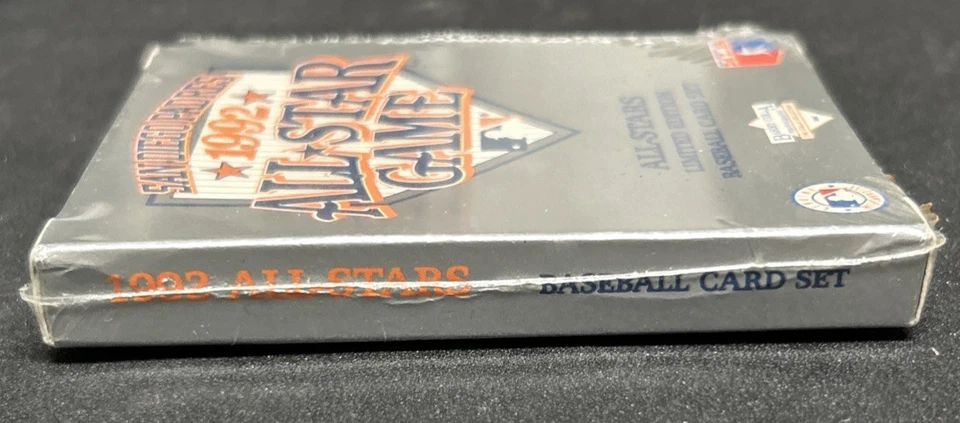 SAN DIEGO PADRES
1992
ALL★STAR
GAME
ALL-STARS
LIMITED EDITION
BASEBALL CARD SET
1992 ALL-STARS
BASEBALL CARD SET